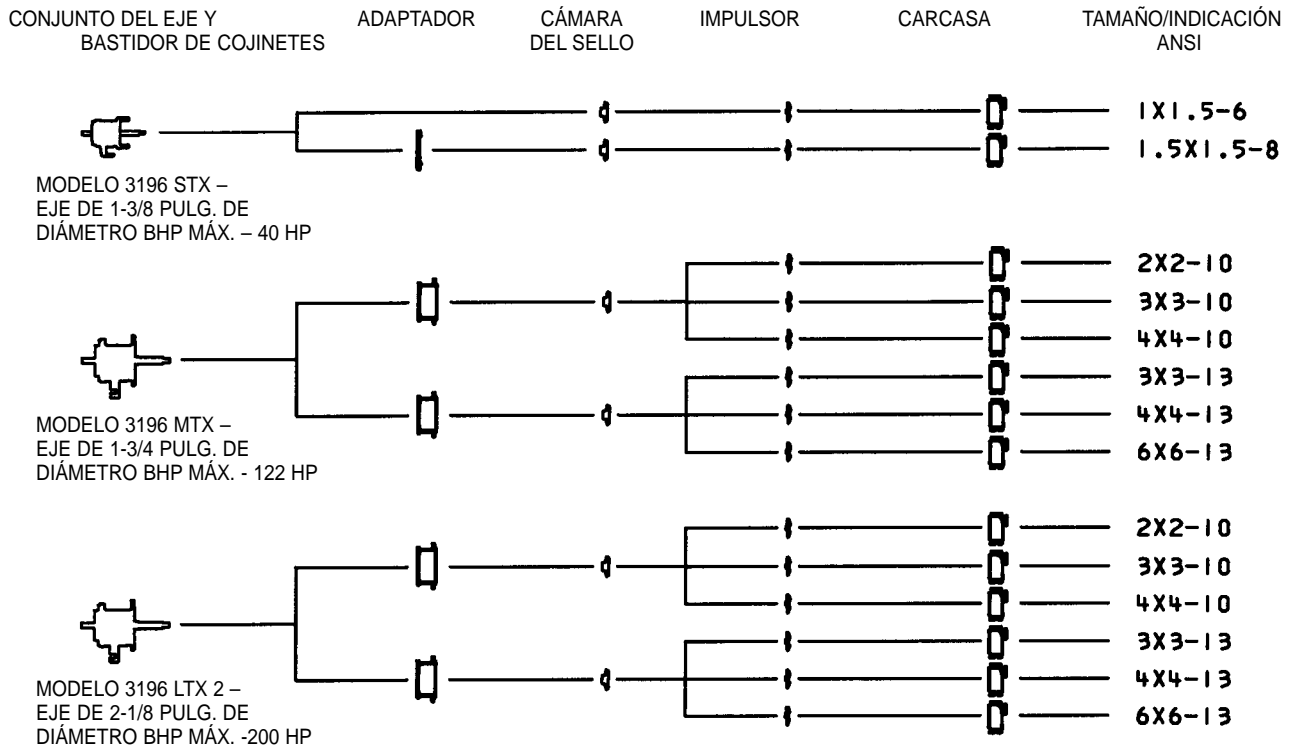 CONJUNTO DEL EJE Y
BASTIDOR DE COJINETES
ADAPTADOR
CÁMARA
DEL SELLO
IMPULSOR
CARCASA
TAMAÑO/INDICACIÓN
ANSI
1X1.5-6
1.5X1.5-8
MODELO 3196 STX –
EJE DE 1-3/8 PULG. DE
DIÁMETRO BHP MÁX. – 40 HP
2X2-10
3X3-10
4X4-10
3X3-13
4X4-13
6X6-13
MODELO 3196 MTX –
EJE DE 1-3/4 PULG. DE
DIÁMETRO BHP MÁX. - 122 HP
2X2-10
3X3-10
4X4-10
3X3-13
4X4-13
6X6-13
MODELO 3196 LTX 2 –
EJE DE 2-1/8 PULG. DE
DIÁMETRO BHP MÁX. -200 HP